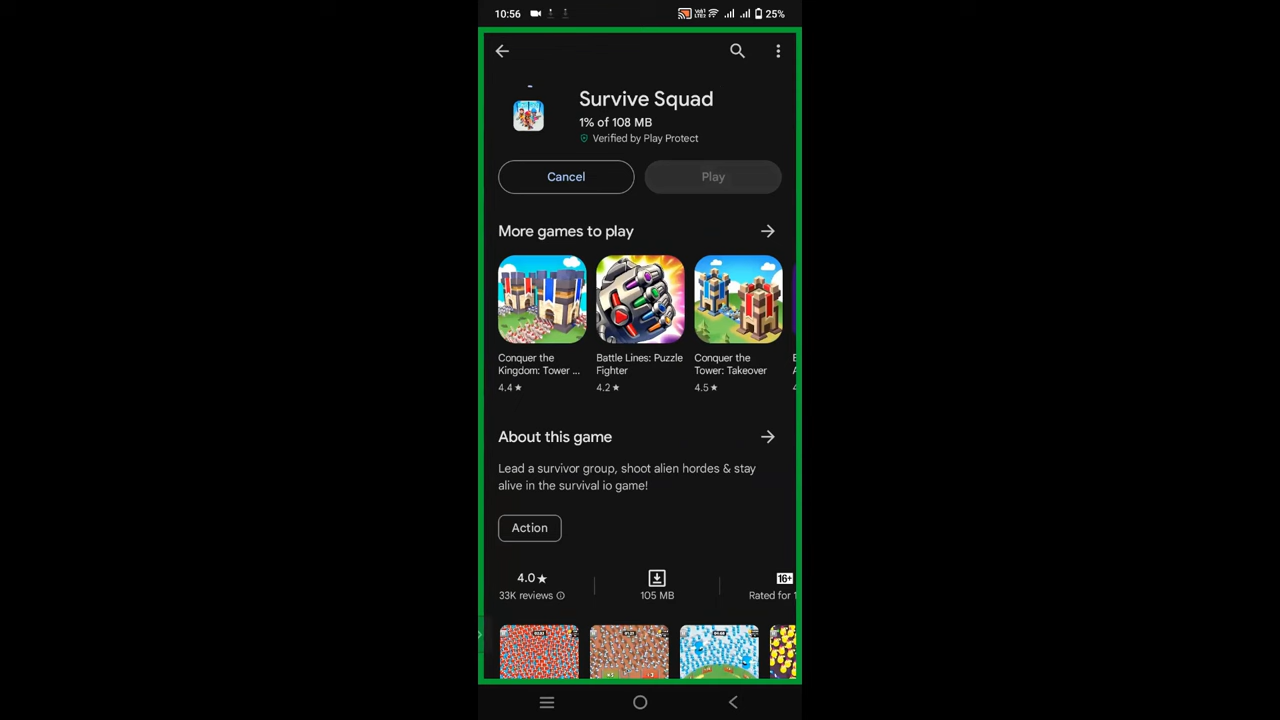 10:56
25%
Survive Squad
1% of 108 MB
Verified by Play Protect
Cancel
Play
More games to play
Conquer the
Kingdom: Tower ...
4.4★
Battle Lines: Puzzle
Fighter
4.2★
Conquer the
Tower: Takeover
4.5★
About this game
Lead a survivor group, shoot alien hordes & stay
alive in the survival io game!
Action
4.0★
33K reviews
105 MB
16+
Rated for